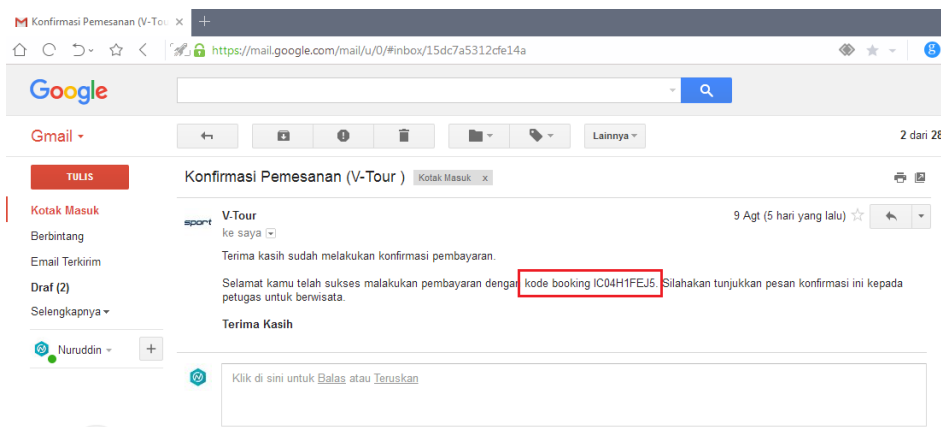 Konfirmasi Pemesanan (V-Tou
https://mail.google.com/mail/u/0/#inbox/15dc7a5312cfe14a
Google
Gmail
Lainnya
2 dari 28
TULIS
Konfirmasi Pemesanan (V-Tour ) Kotak Masuk x
Kotak Masuk
Berbintang
Email Terkirim
Draf (2)
Selengkapnya
Nuruddin
sport
V-Tour
9 Agt (5 hari yang lalu)
ke saya
Terima kasih sudah melakukan konfirmasi pembayaran.
Selamat kamu telah sukses malakukan pembayaran dengan kode booking IC04H1FEJ5. Silahakan tunjukkan pesan konfirmasi ini kepada
petugas untuk berwisata.
Terima Kasih
Klik di sini untuk Balas atau Teruskan